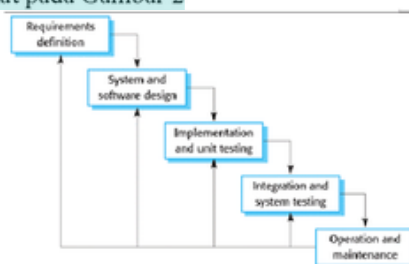 pada Gambar 2
Requirements
definition
System and
software design
Implementation
and unit testing
Integration and
system testing
Operation and
maintenance